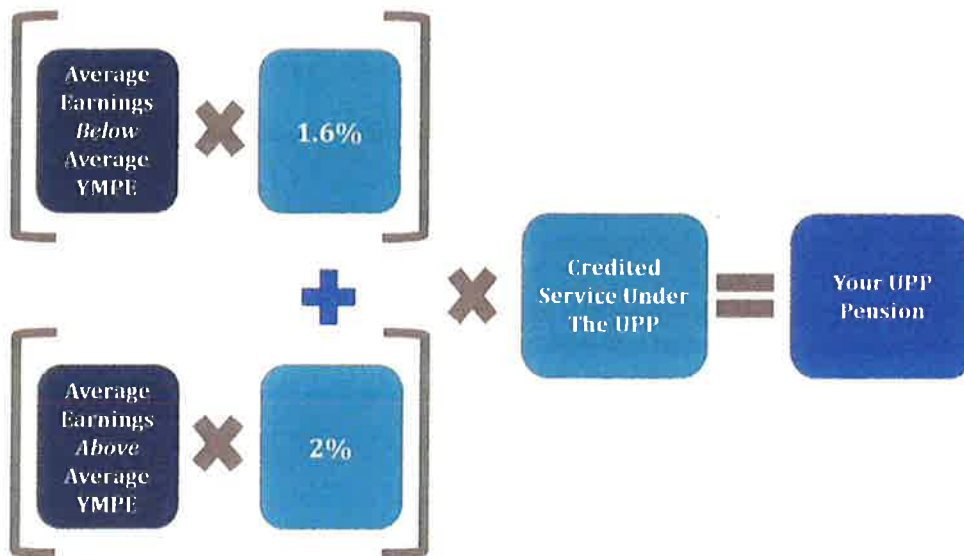 Average
Earnings
Below
Average
YMPE
1.6%
Average
Earnings
Above
Average
YMPE
2%
Credited
Service Under
The UPP
Your UPP
Pension